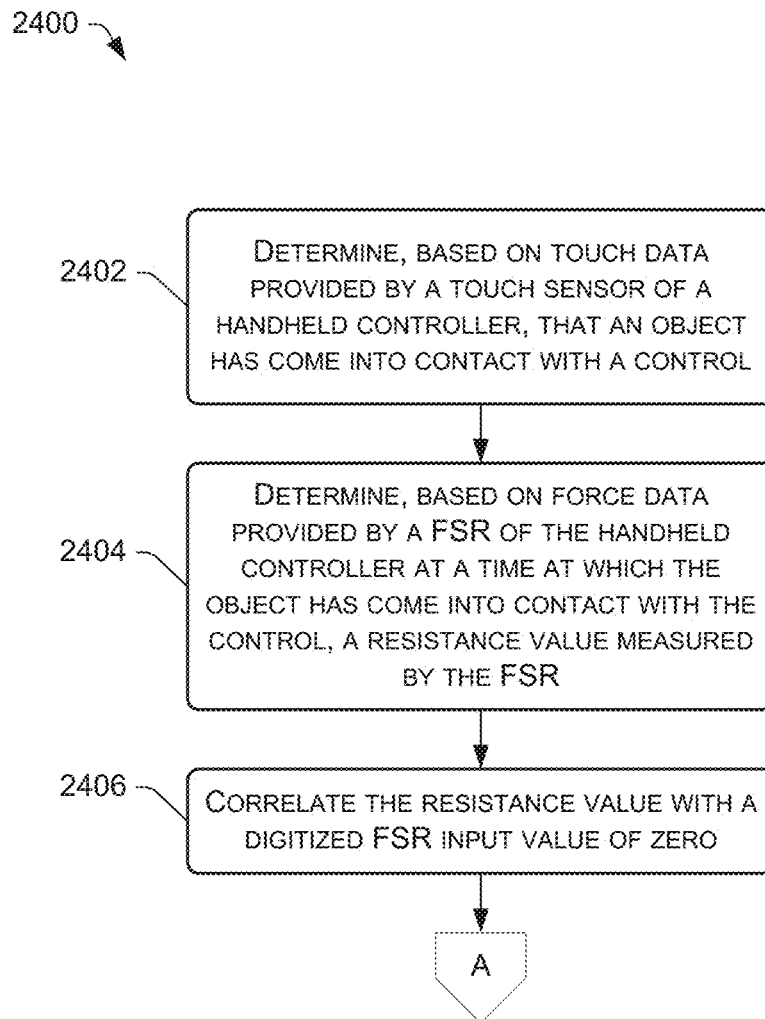 2400
2402
DETERMINE, BASED ON TOUCH DATA
PROVIDED BY A TOUCH SENSOR OF A
HANDHELD CONTROLLER, THAT AN OBJECT
HAS COME INTO CONTACT WITH A CONTROL
2404
DETERMINE, BASED ON FORCE DATA
PROVIDED BY A FSR OF THE HANDHELD
CONTROLLER AT A TIME AT WHICH THE
OBJECT HAS COME INTO CONTACT WITH THE
CONTROL, A RESISTANCE VALUE MEASURED
BY THE FSR
2406
CORRELATE THE RESISTANCE VALUE WITH A
DIGITIZED FSR INPUT VALUE OF ZERO
A